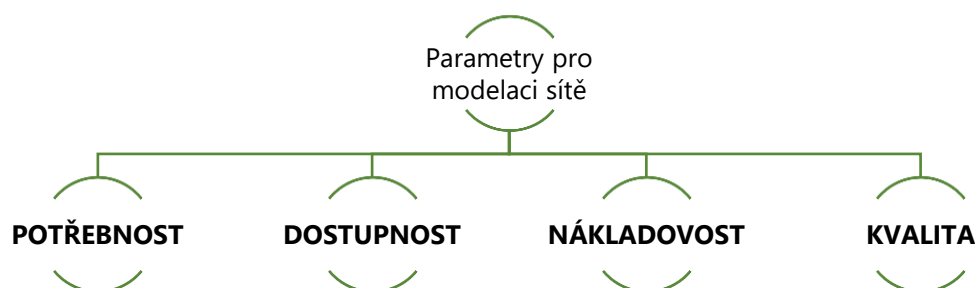 Parametry pro
modelaci sítě
POTŘEBNOST
DOSTUPNOST
NÁKLADOVOST
KVALITA